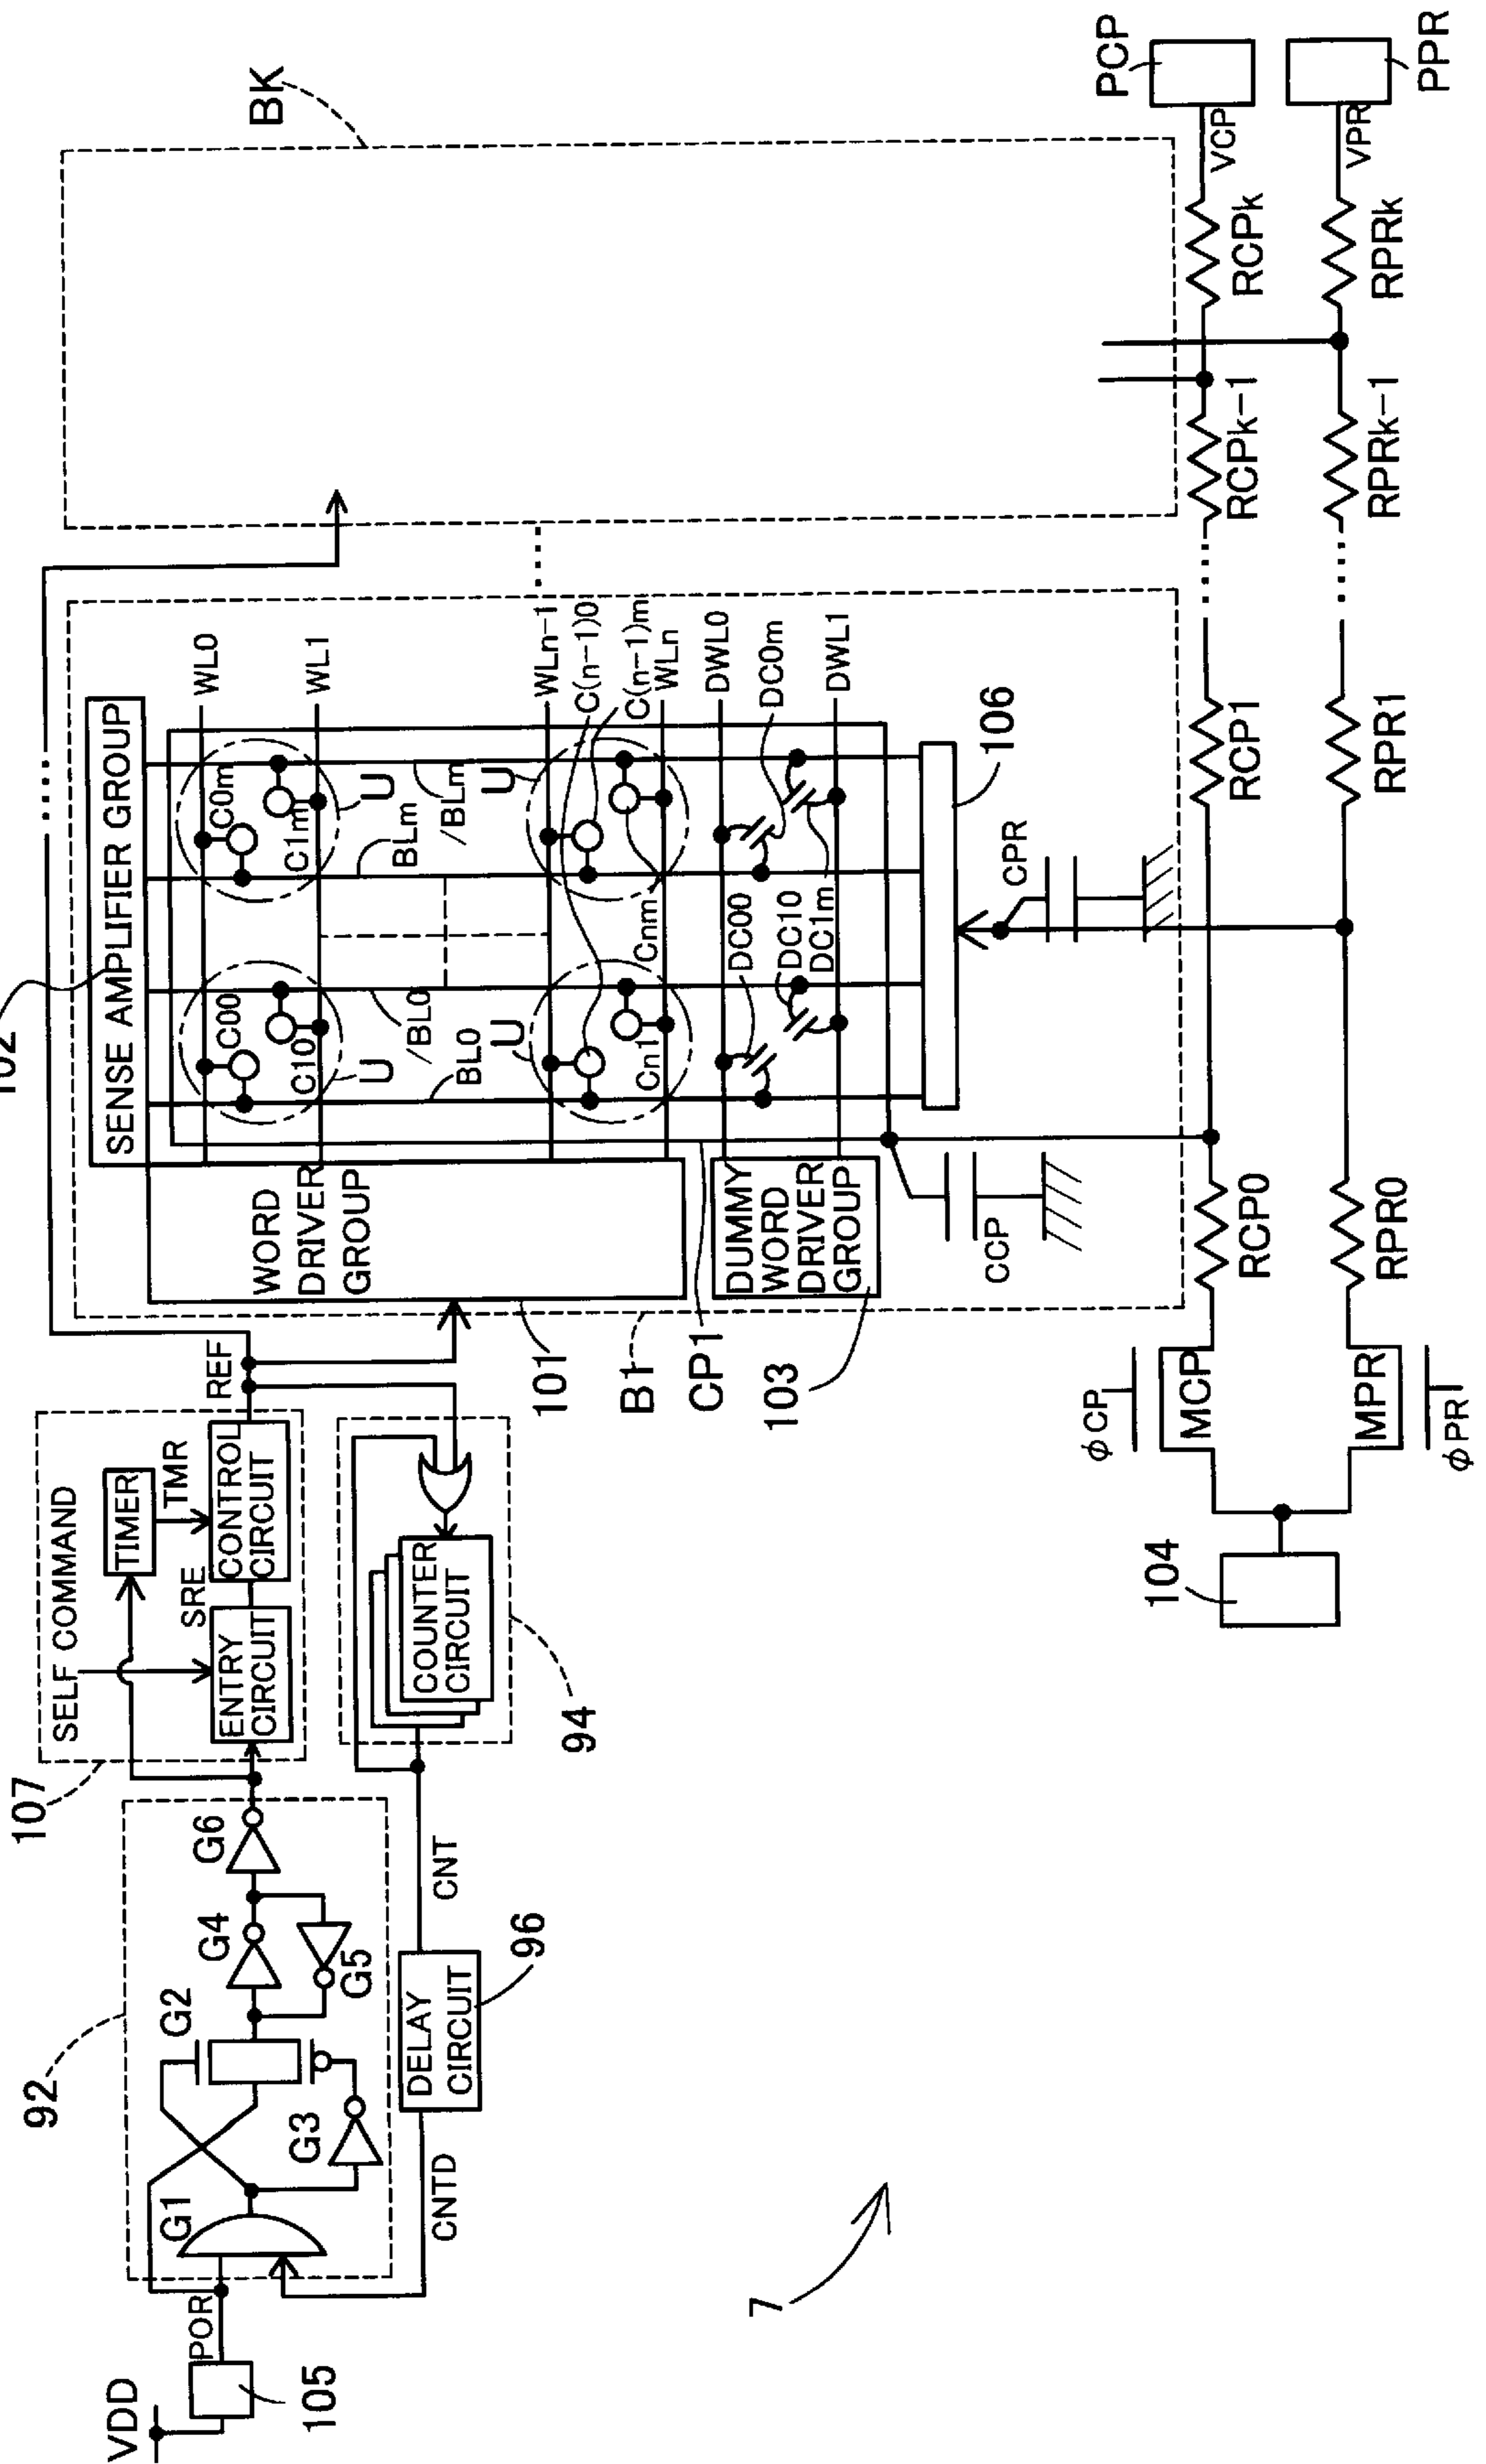 VDD
105
POR
92
G1
G2
G3
G4
G5
G6
CNTD
DELAY
CIRCUIT
96
CNT
107
SELF COMMAND
TIMER
TMR
SRE
ENTRY
CIRCUIT
CONTROL
CIRCUIT
REF
COUNTER
CIRCUIT
94
7
102
SENSE AMPLIFIER GROUP
WORD
DRIVER
GROUP
101
B1
CP1
DUMMY
WORD
DRIVER
GROUP
103
WL0
WL1
WLn-1
C(n-1)0
C(n-1)m
WLn
DWL0
DC0m
DWL1
C00
C10
U
C0m
C1m
U
BL0
/BL0
BLm
/BLm
U
U
Cn1
Cnm
DC00
DC10
DC1m
106
CCP
CPR
BK
104
φCP
MCP
MPR
φPR
RCP0
RPR0
RCP1
RPR1
RCPk-1
RPRk-1
RCPk
RPRk
VCP
VPR
PCP
PPR